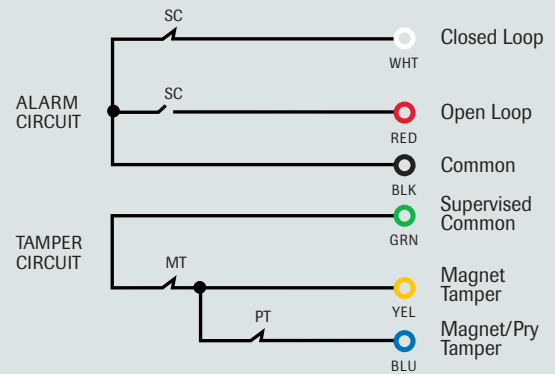 SC
Closed Loop
WHT
ALARM
CIRCUIT
SC
Open Loop
RED
Common
BLK
Supervised
Common
GRN
TAMPER
CIRCUIT
MT
Magnet
Tamper
YEL
PT
Magnet/Pry
Tamper
BLU